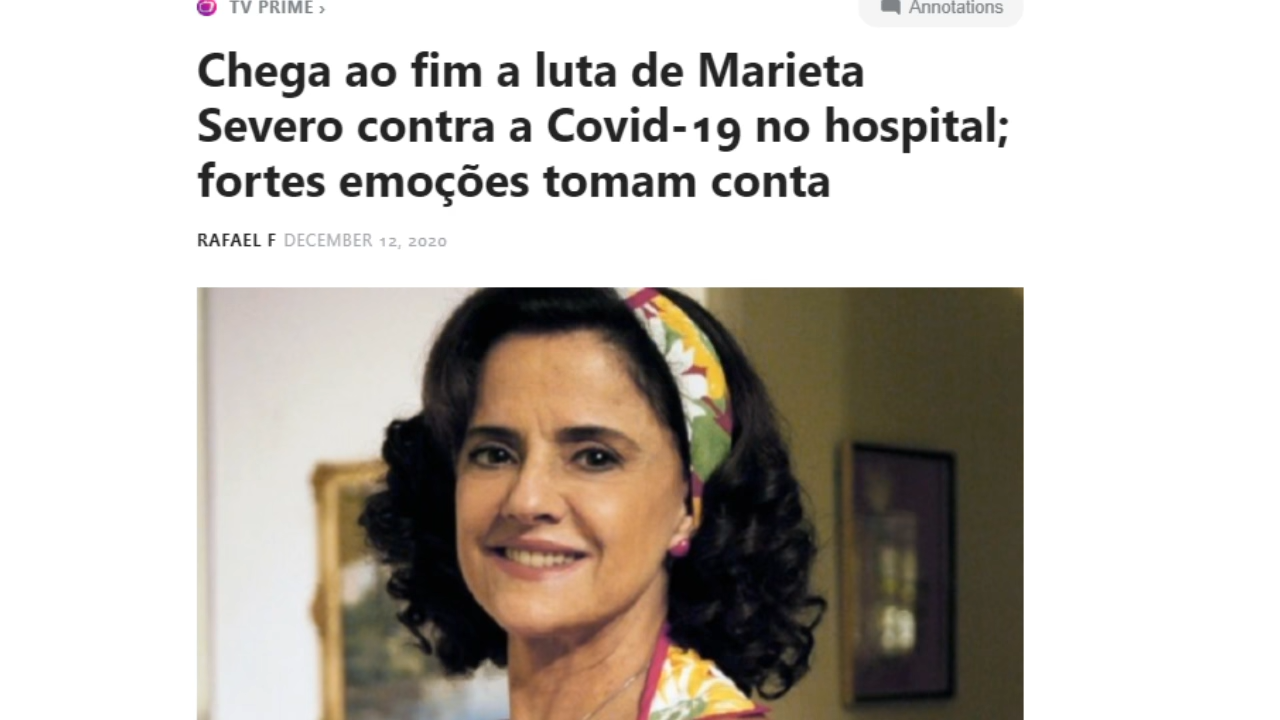 TV PRIME ›
Annotations
Chega ao fim a luta de Marieta
Severo contra a Covid-19 no hospital;
fortes emoções tomam conta
RAFAEL F DECEMBER 12, 2020